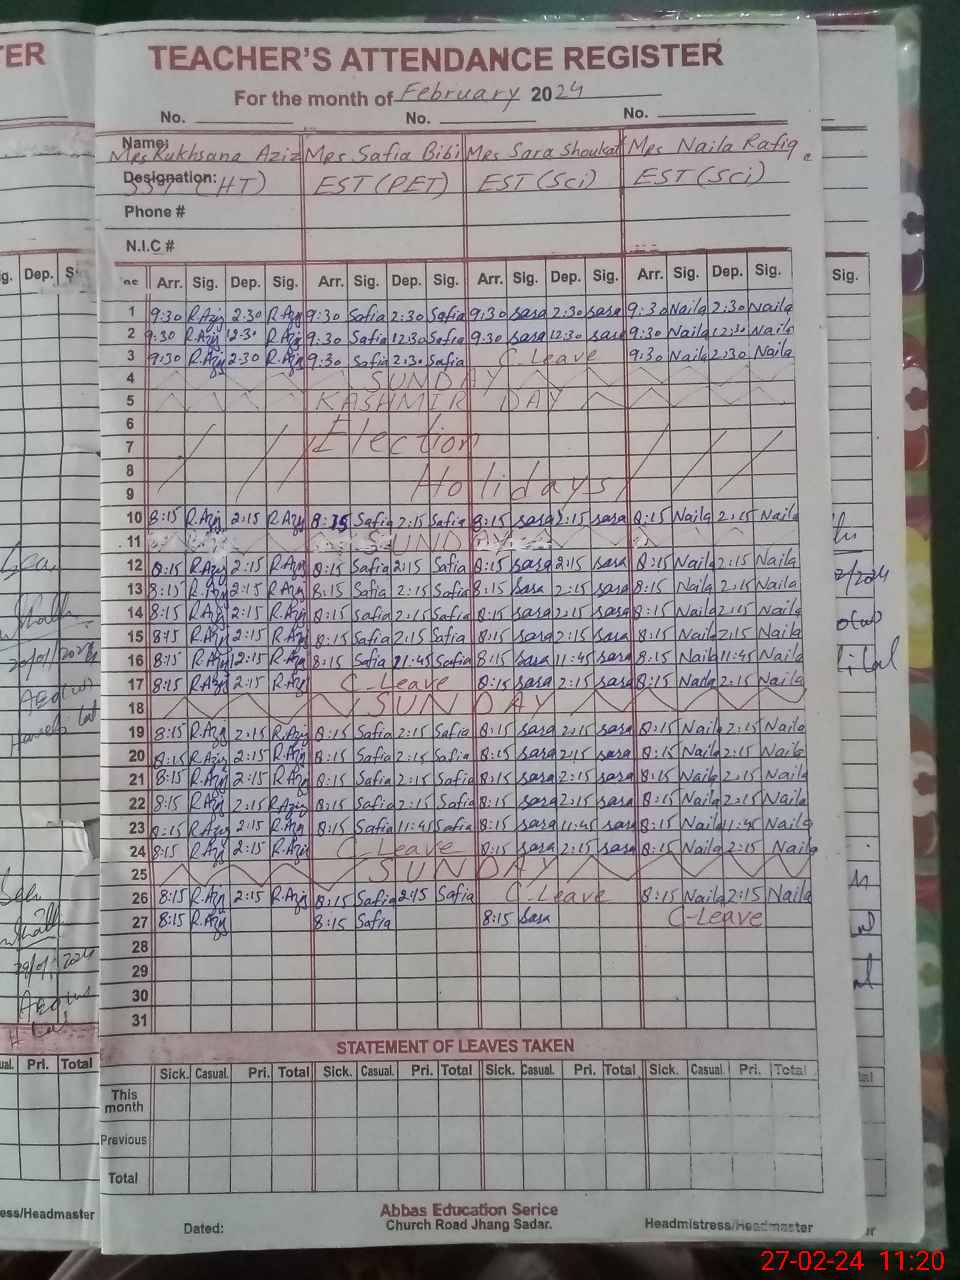 TER
TEACHER'S ATTENDANCE REGISTER
For the month of February 2024
No. No. No.
Name: Mrs Rukhsana Aziz Mrs Safia Bibi Mrs Sara Shoukat Mrs Naila Rafiq
Designation: SST (HT) EST (PET) EST (Sci) EST (Sci)
Phone #
N.I.C #
ig. Dep. Arr. Sig. Dep. Sig. Arr. Sig. Dep. Sig. Arr. Sig. Dep. Sig. Arr. Sig. Dep. Sig. Sig.
1 9:30 R.Aziz 2:30 R.Aziz 9:30 Safia 2:30 Safia 9:30 Sara 2:30 Sara 9:30 Naila 2:30 Naila
2 9:30 R.Aziz 12:30 R.Aziz 9:30 Safia 12:30 Safia 9:30 Sara 12:30 Sara 9:30 Naila 12:30 Naila
3 9:30 R.Aziz 2:30 R.Aziz 9:30 Safia 2:30 Safia C-Leave 9:30 Naila 2:30 Naila
4 SUNDAY
5 KASHMIR DAY
6
7 Election
8
9 Holidays
10 8:15 R.Aziz 2:15 R.Aziz 8:15 Safia 2:15 Safia 8:15 Sara 2:15 Sara 8:15 Naila 2:15 Naila
11 SUNDAY
12 8:15 R.Aziz 2:15 R.Aziz 8:15 Safia 2:15 Safia 8:15 Sara 2:15 Sara 8:15 Naila 2:15 Naila
13 8:15 R.Aziz 2:15 R.Aziz 8:15 Safia 2:15 Safia 8:15 Sara 2:15 Sara 8:15 Naila 2:15 Naila
14 8:15 R.Aziz 2:15 R.Aziz 8:15 Safia 2:15 Safia 8:15 Sara 2:15 Sara 8:15 Naila 2:15 Naila
15 8:15 R.Aziz 2:15 R.Aziz 8:15 Safia 2:15 Safia 8:15 Sara 2:15 Sara 8:15 Naila 2:15 Naila
16 8:15 R.Aziz 12:15 R.Aziz 8:15 Safia 11:45 Safia 8:15 Sara 11:45 Sara 8:15 Naila 11:45 Naila
17 8:15 R.Aziz 2:15 R.Aziz C-Leave 8:15 Sara 2:15 Sara 8:15 Naila 2:15 Naila
18 SUNDAY
19 8:15 R.Aziz 2:15 R.Aziz 8:15 Safia 2:15 Safia 8:15 Sara 2:15 Sara 8:15 Naila 2:15 Naila
20 8:15 R.Aziz 2:15 R.Aziz 8:15 Safia 2:15 Safia 8:15 Sara 2:15 Sara 8:15 Naila 2:15 Naila
21 8:15 R.Aziz 2:15 R.Aziz 8:15 Safia 2:15 Safia 8:15 Sara 2:15 Sara 8:15 Naila 2:15 Naila
22 8:15 R.Aziz 2:15 R.Aziz 8:15 Safia 2:15 Safia 8:15 Sara 2:15 Sara 8:15 Naila 2:15 Naila
23 8:15 R.Aziz 2:15 R.Aziz 8:15 Safia 11:45 Safia 8:15 Sara 11:45 Sara 8:15 Naila 11:45 Naila
24 8:15 R.Aziz 2:15 R.Aziz C-Leave 8:15 Sara 2:15 Sara 8:15 Naila 2:15 Naila
25 SUNDAY
26 8:15 R.Aziz 2:15 R.Aziz 8:15 Safia 2:15 Safia C-Leave 8:15 Naila 2:15 Naila
27 8:15 R.Aziz 8:15 Safia 8:15 Sara C-Leave
28
29
30
31
STATEMENT OF LEAVES TAKEN
Pri. Total Sick. Casual. Pri. Total Sick. Casual. Pri. Total Sick. Casual. Pri. Total Sick. Casual. Pri. Total
This month
Previous
Total
ess/Headmaster
Abbas Education Serice
Dated: Church Road Jhang Sadar. Headmistress/Headmaster
27-02-24 11:20